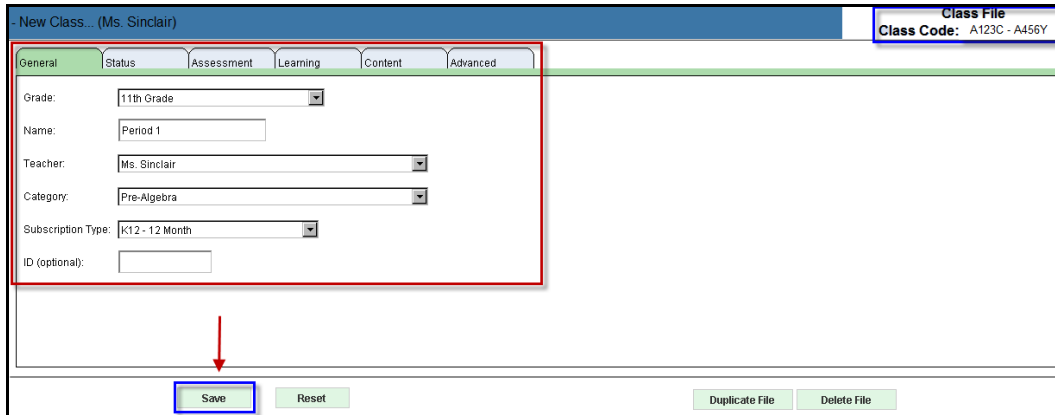 - New Class... (Ms. Sinclair)
Class File
Class Code: A123C - A456Y
General Status Assessment Learning Content Advanced
Grade: 11th Grade
Name: Period 1
Teacher: Ms. Sinclair
Category: Pre-Algebra
Subscription Type: K12 - 12 Month
ID (optional):
Save Reset Duplicate File Delete File